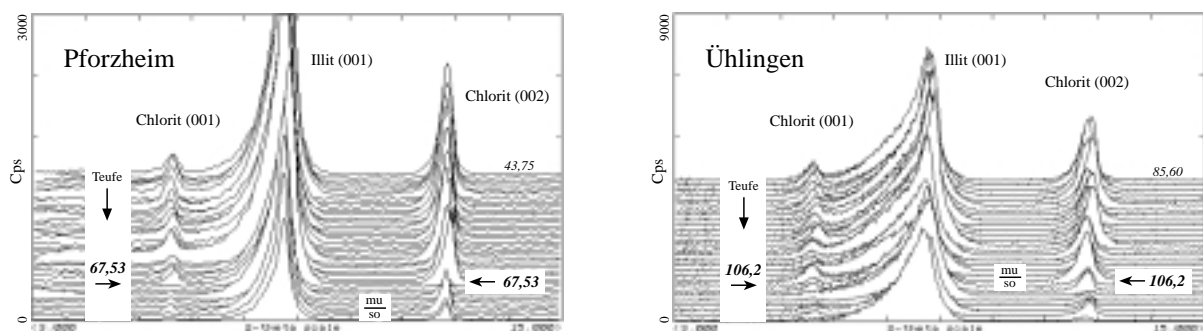 3000
Pforzheim
Illit (001)
Chlorit (002)
Chlorit (001)
Cps
43,75
Teufe
67,53
67,53
mu
so
0
9000
Ühlingen
Illit (001)
Chlorit (002)
Chlorit (001)
Cps
85,60
Teufe
106,2
106,2
mu
so
0